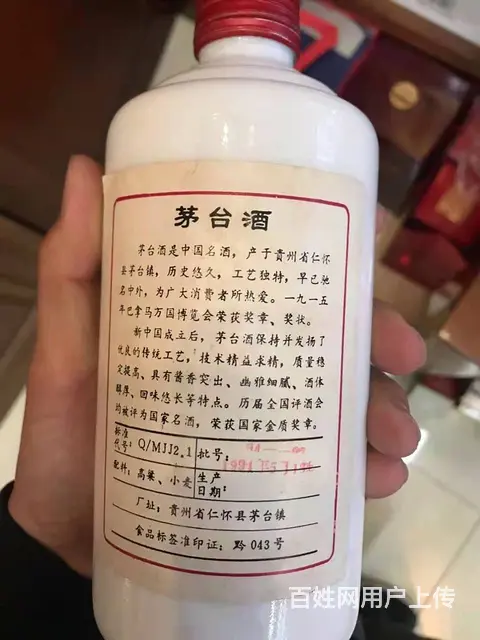 茅台酒
茅台酒是中国名酒，产于贵州省仁怀
县茅台镇，历史悠久，工艺独特，早已驰
名中外，为广大消费者所热爱。一九一五
年巴拿马万国博览会荣获奖章、奖状。
新中国成立后，茅台酒保持并发扬了
优良的传统工艺，技术精益求精，质量稳
定提高、具有酱香突出、幽雅细腻、酒体
醇厚、回味悠长等特点。历届全国评酒会
均被评为国家名酒，荣获国家金质奖章。
标准代号：Q/MJJ2.1 批号：
配料：高粱、小麦 生产日期：
厂址：贵州省仁怀县茅台镇
食品标签准印证：黔 043号
百姓网用户上传